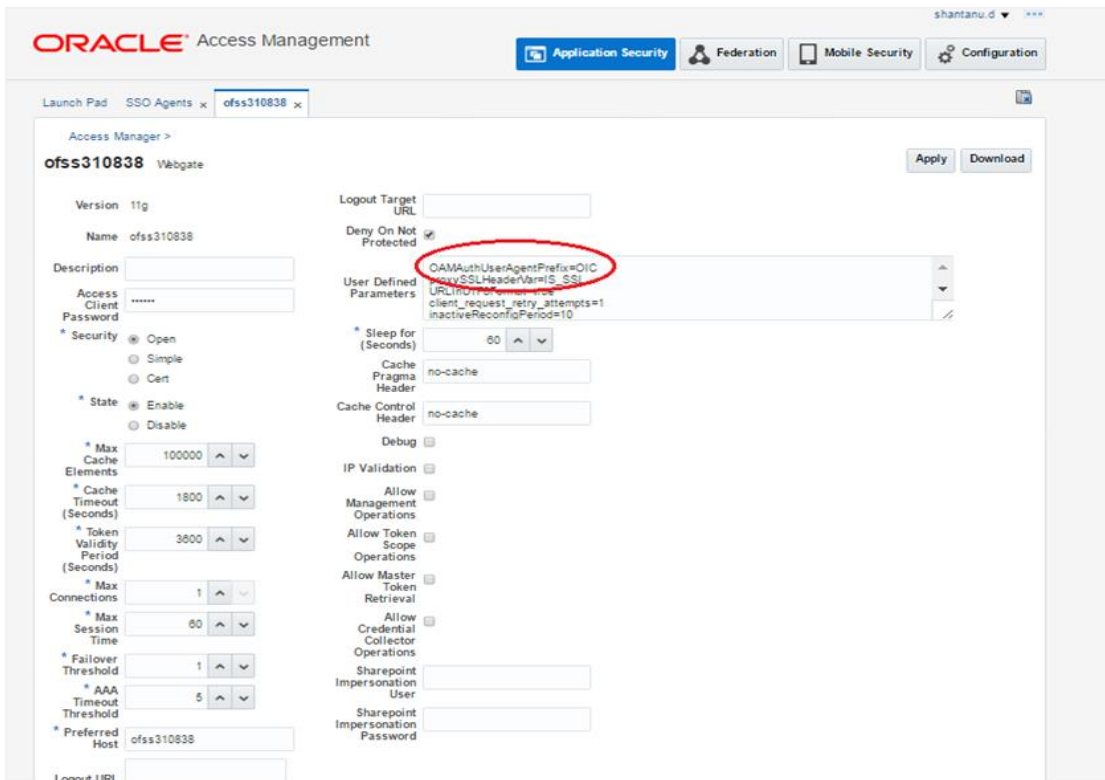 shantanu.d
ORACLE Access Management
Application Security
Federation
Mobile Security
Configuration
Launch Pad
SSO Agents
ofss310838
Access Manager >
ofss310838 Webgate
Apply
Download
Version 11g
Name ofss310838
Description
Access
Client
Password
......
* Security
Open
Simple
Cert
* State
Enable
Disable
* Max
Cache
Elements
100000
* Cache
Timeout
(Seconds)
1800
* Token
Validity
Period
(Seconds)
3600
* Max
Connections
1
* Max
Session
Time
60
* Failover
Threshold
1
* AAA
Timeout
Threshold
5
* Preferred
Host
ofss310838
Logout URL
Logout Target
URL
Deny On Not
Protected
User Defined
Parameters
OAMAuthUserAgentPrefix=OIC
proxySSLHeaderVar=IS_SSL
client_request_retry_attempts=1
inactiveReconfigPeriod=10
* Sleep for
(Seconds)
60
Cache
Pragma
Header
no-cache
Cache Control
Header
no-cache
Debug
IP Validation
Allow
Management
Operations
Allow Token
Scope
Operations
Allow Master
Token
Retrieval
Allow
Credential
Collector
Operations
Sharepoint
Impersonation
User
Sharepoint
Impersonation
Password